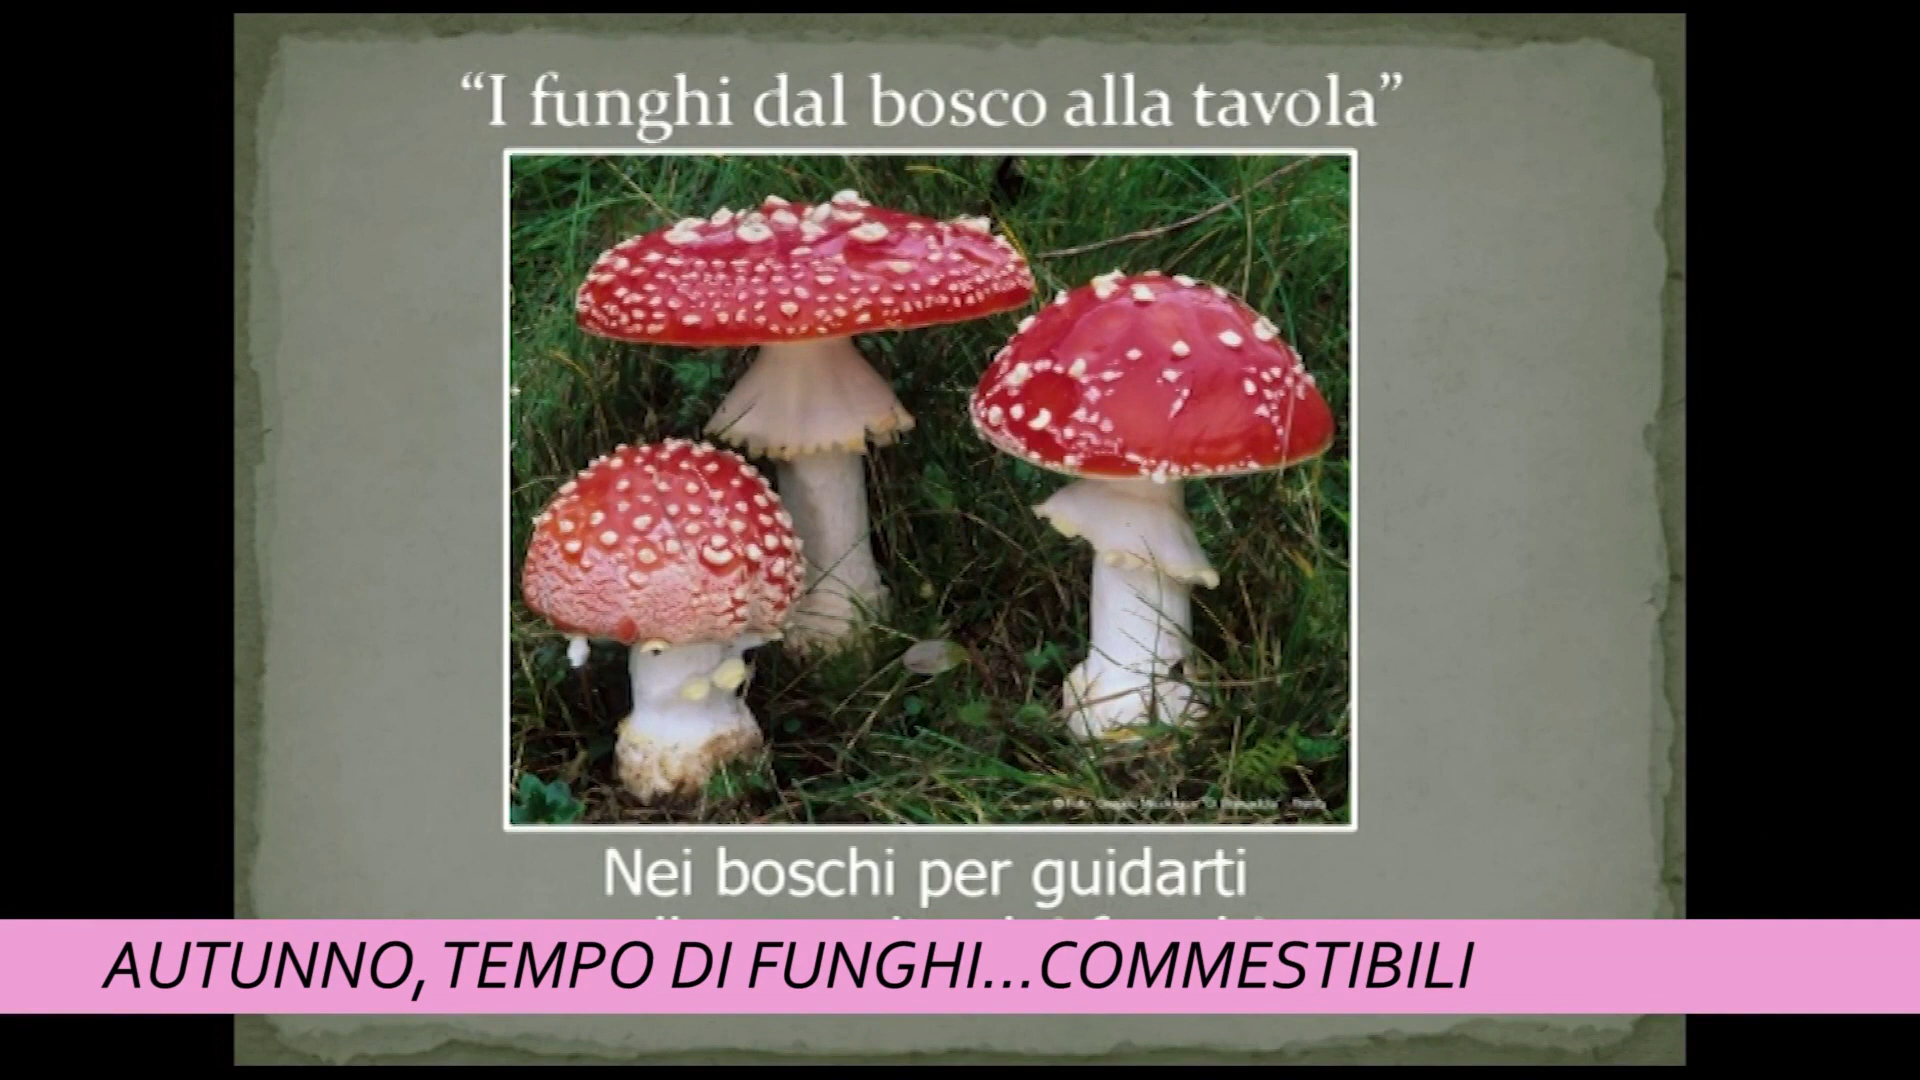 “I funghi dal bosco alla tavola”
Nei boschi per guidarti
AUTUNNO, TEMPO DI FUNGHI...COMMESTIBILI